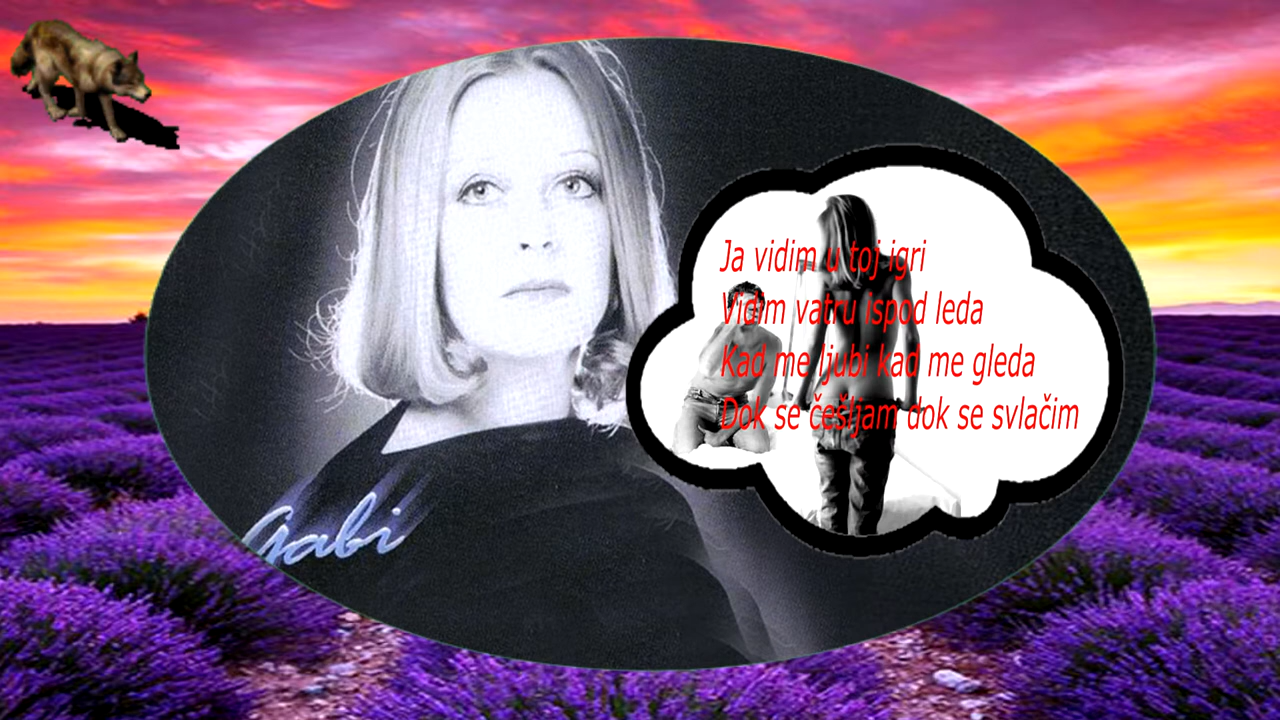 Ja vidim u toj igri
Vidim vatru ispod leda
Kad me ljubi kad me gleda
Dok se češljam dok se svlačim
Gabi